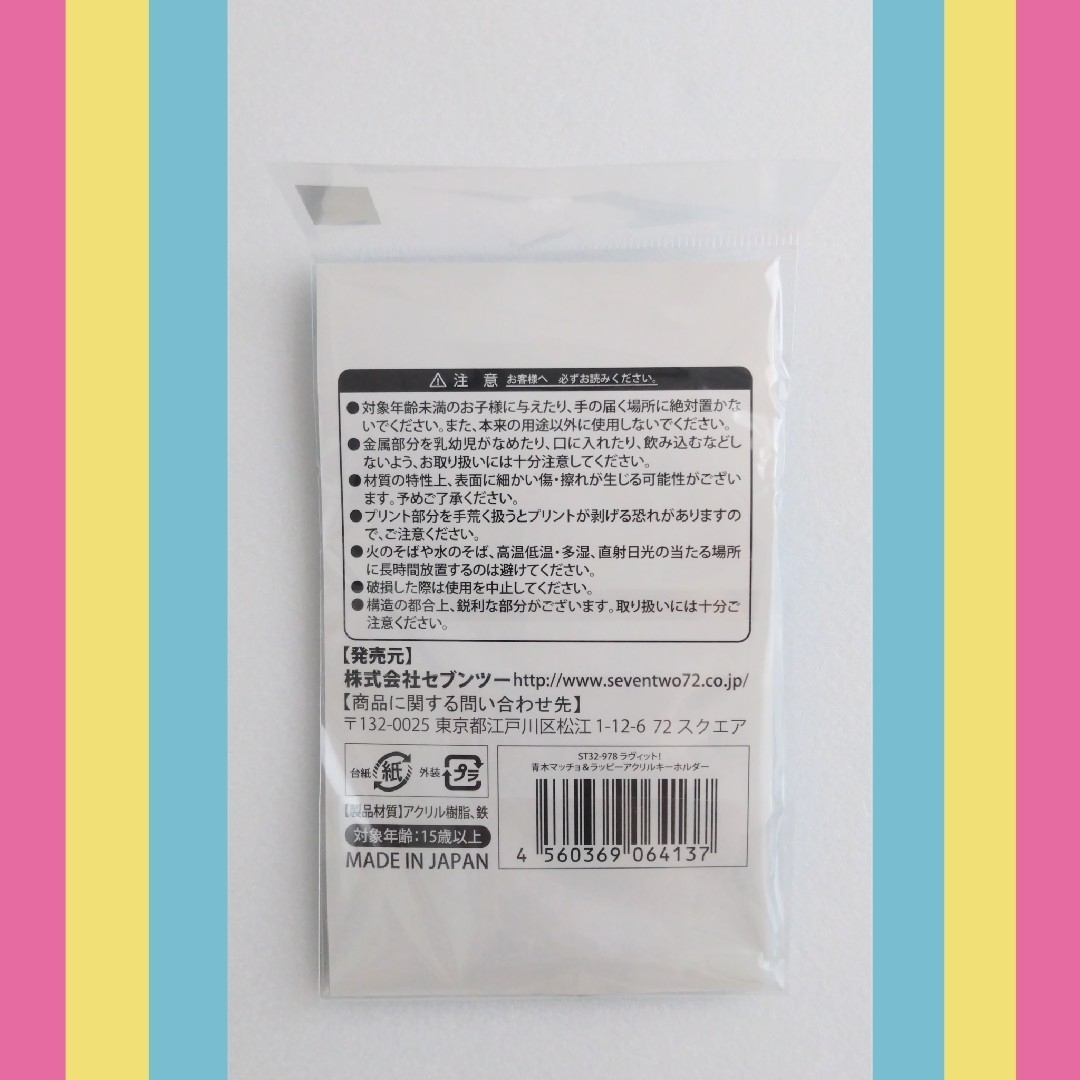 ⚠注 意 お客様へ 必ずお読みください。
●対象年齢未満のお子様に与えたり、手の届く場所に絶対置かな
いでください。また、本来の用途以外に使用しないでください。
●金属部分を乳幼児がなめたり、口に入れたり、飲み込むなどし
ないよう、お取り扱いには十分注意してください。
●材質の特性上、表面に細かい傷・擦れが生じる可能性がござい
ます。予めご了承ください。
●プリント部分を手荒く扱うとプリントが剥げる恐れがありますの
で、ご注意ください。
●火のそばや水のそば、高温低温・多湿、直射日光の当たる場所
に長時間放置するのは避けてください。
●破損した際は使用を中止してください。
●構造の都合上、鋭利な部分がございます。取り扱いには十分ご
注意ください。
【発売元】
株式会社セブンツーhttp://www.seventwo72.co.jp/
【商品に関する問い合わせ先】
〒132-0025 東京都江戸川区松江 1-12-6 72 スクエア
台紙 紙 外装 プラ
【製品材質】アクリル樹脂、鉄
対象年齢:15歳以上
MADE IN JAPAN
ST32-978 ラヴィット!
青木マッチョ&ラッピーアクリルキーホルダー
4 560369 064137